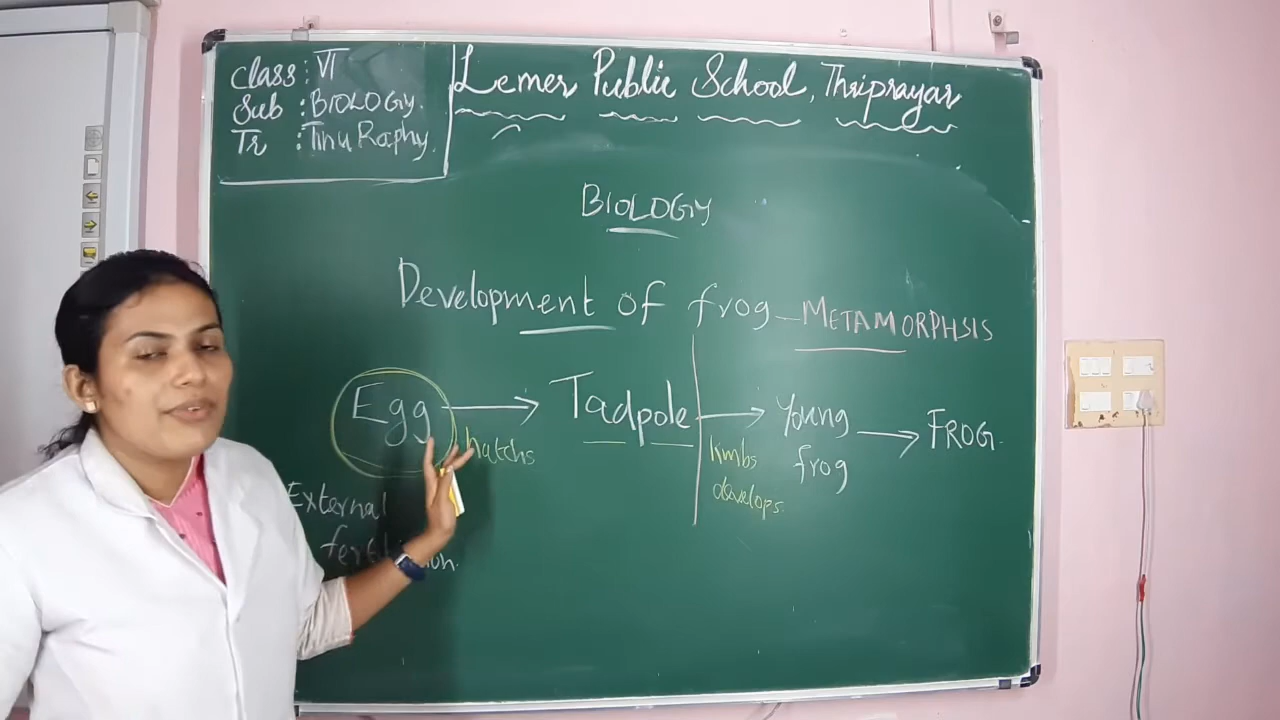 Class : VI
Sub : BIOLOGY.
Tr : Tinu Raphy.
Lemer Public School, Thriprayar
BIOLOGY
Development of frog - METAMORPHSIS
Egg → Tadpole → Young frog → FROG.
hatchs
limbs
develops.
External